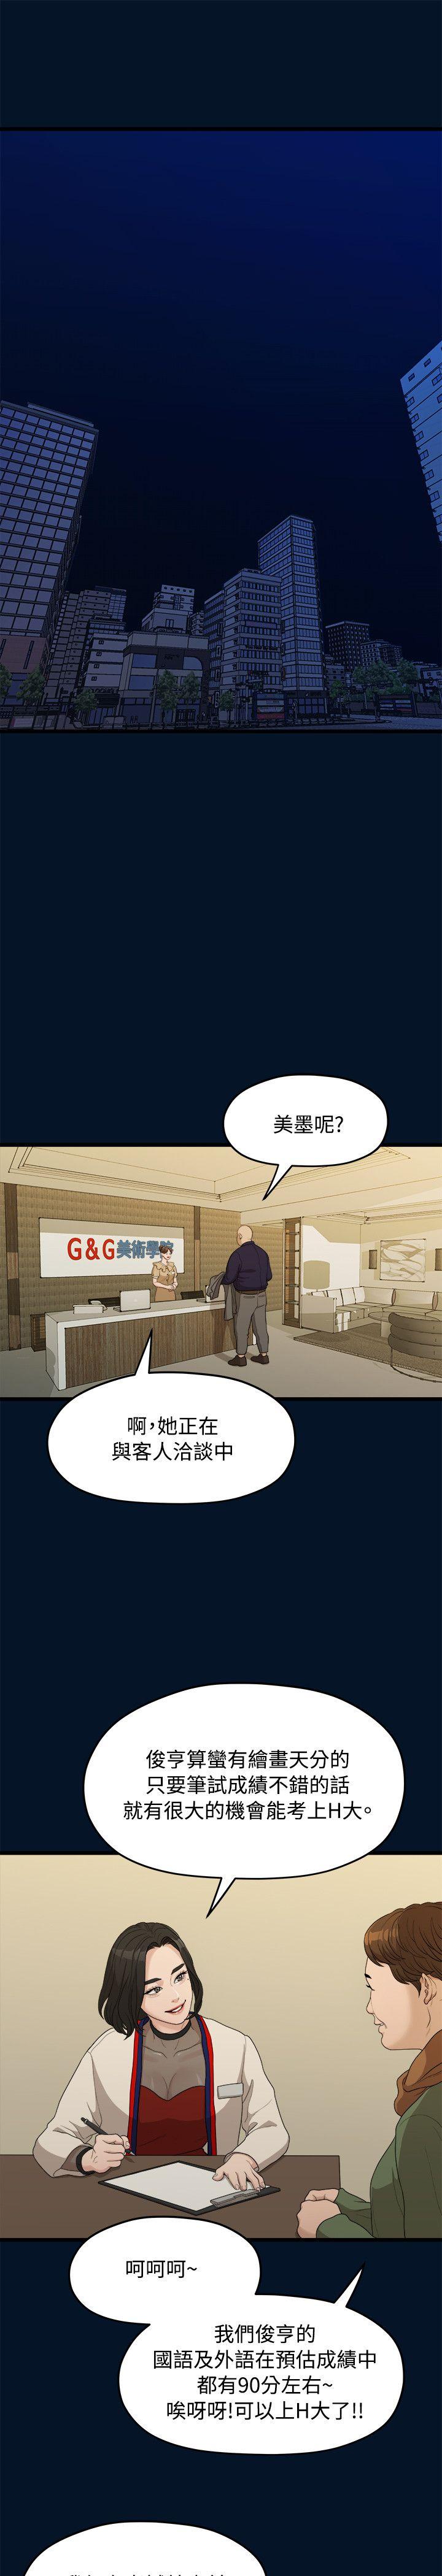 美墨呢?
G&G美術學院
啊,她正在
與客人洽談中
俊亨算蠻有繪畫天分的
只要筆試成績不錯的話
就有很大的機會能考上H大。
呵呵呵~
我們俊亨的
國語及外語在預估成績中
都有90分左右~
唉呀呀!可以上H大了!!